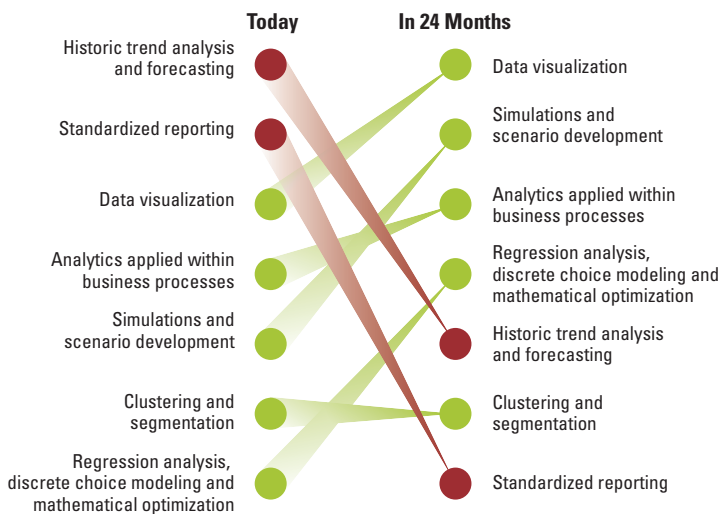 Today
In 24 Months
Historic trend analysis
and forecasting
Standardized reporting
Data visualization
Analytics applied within
business processes
Simulations and
scenario development
Clustering and
segmentation
Regression analysis,
discrete choice modeling and
mathematical optimization
Data visualization
Simulations and
scenario development
Analytics applied within
business processes
Regression analysis,
discrete choice modeling and
mathematical optimization
Historic trend analysis
and forecasting
Clustering and
segmentation
Standardized reporting